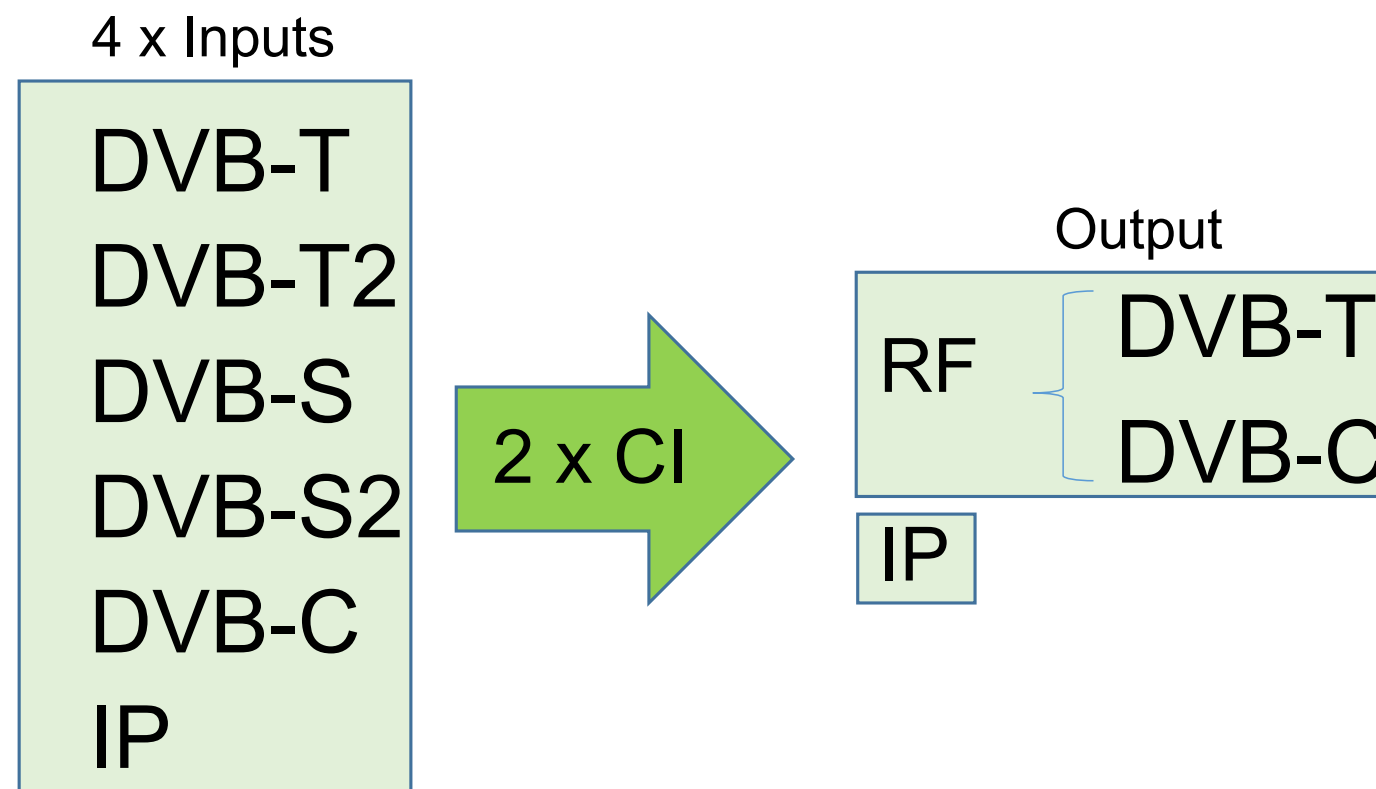 4 x Inputs
DVB-T
DVB-T2
DVB-S
DVB-S2
DVB-C
IP
2 x CI
Output
RF
DVB-T
DVB-C
IP